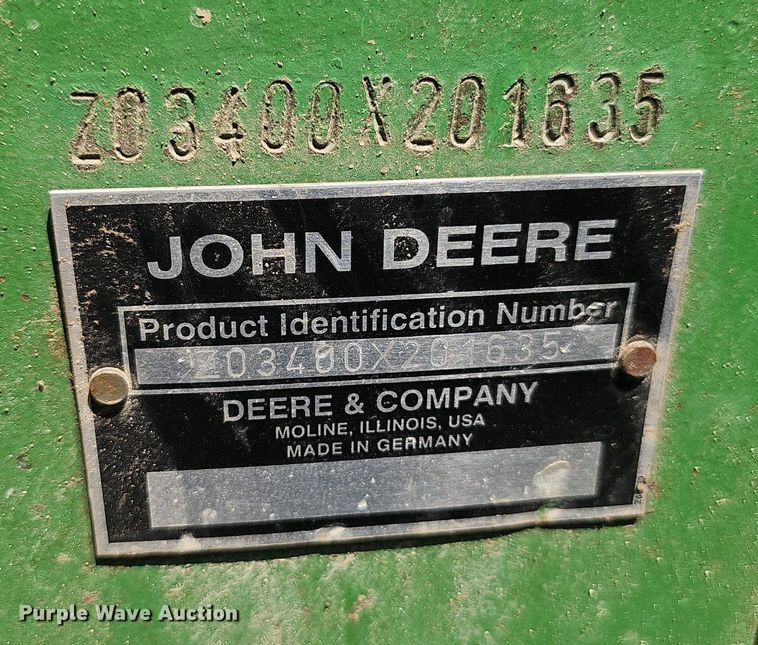 Z03400X201635
JOHN DEERE
Product Identification Number
Z03400X201635
DEERE & COMPANY
MOLINE, ILLINOIS, USA
MADE IN GERMANY
Purple Wave Auction